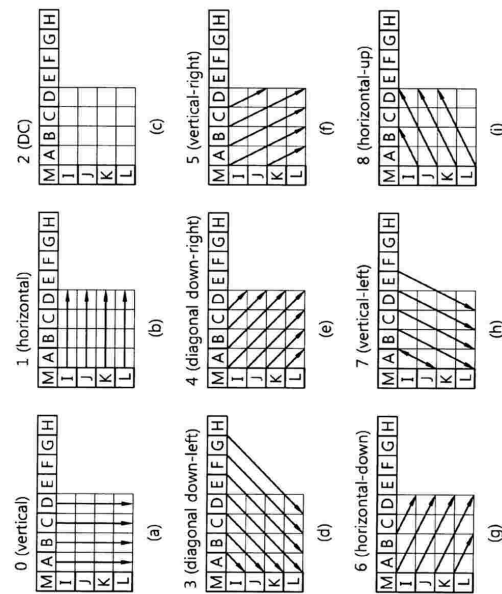 0 (vertical)
M A B C D E F G H
I
J
K
L
(a)
1 (horizontal)
M A B C D E F G H
I
J
K
L
(b)
2 (DC)
M A B C D E F G H
I
J
K
L
(c)
3 (diagonal down-left)
M A B C D E F G H
I
J
K
L
(d)
4 (diagonal down-right)
M A B C D E F G H
I
J
K
L
(e)
5 (vertical-right)
M A B C D E F G H
I
J
K
L
(f)
6 (horizontal-down)
M A B C D E F G H
I
J
K
L
(g)
7 (vertical-left)
M A B C D E F G H
I
J
K
L
(h)
8 (horizontal-up)
M A B C D E F G H
I
J
K
L
(i)